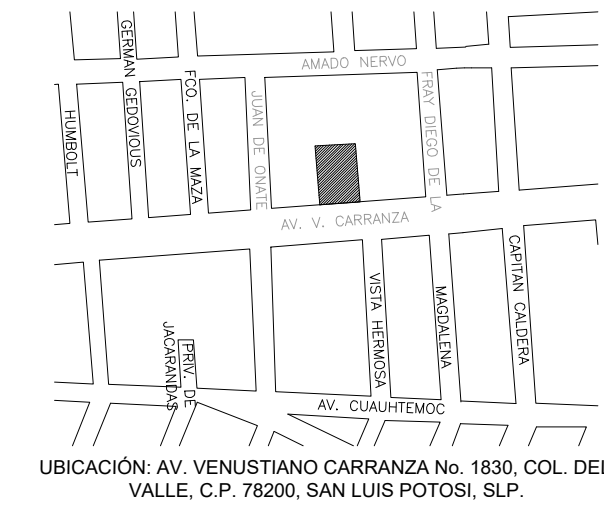 GERMAN GEDOVIOUS
AMADO NERVO
FCO. DE LA MAZA
JUAN DE ONATE
FRAY DIEGO DE LA
HUMBOLT
AV. V. CARRANZA
CAPITAN CALDERA
VISTA HERMOSA
MAGDALENA
PRIV. DE
JACARANDAS
AV. CUAUHTEMOC
UBICACIÓN: AV. VENUSTIANO CARRANZA No. 1830, COL. DEL
VALLE, C.P. 78200, SAN LUIS POTOSI, SLP.